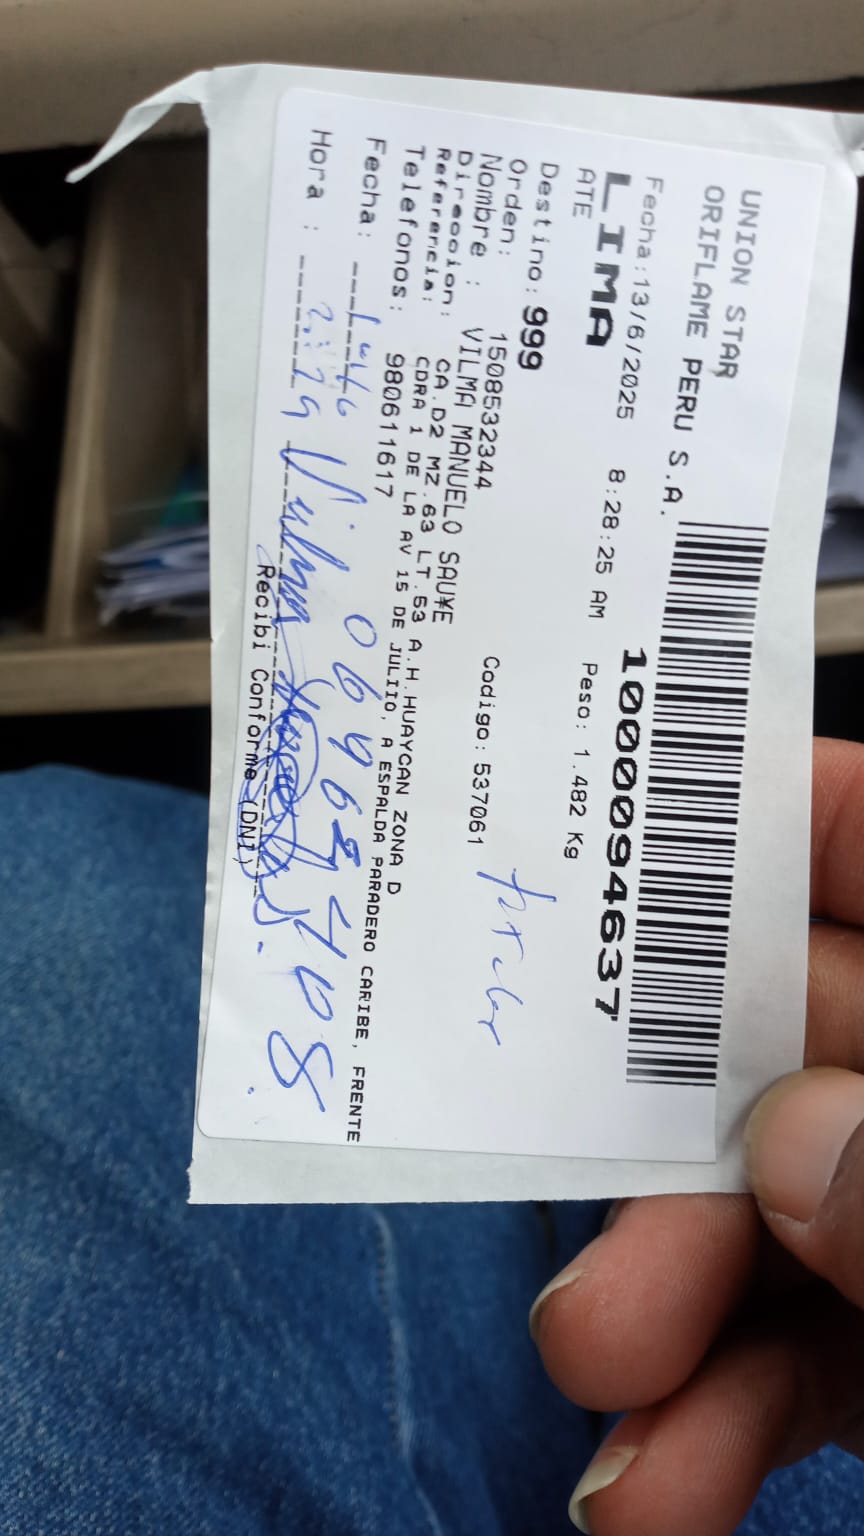 UNION STAR
ORIFLAME PERU S.A.
1000094637
Fecha:13/6/2025 8:28:25 AM Peso: 1.482 Kg
LIMA
ATE
Destino: 999
Orden: 1508532344 Codigo: 537061
Nombre : VILMA MANUELO SAU¥E
Direccion: CA.D2 MZ.63 LT.53 A.H.HUAYCAN ZONA D
Referencia: CDRA 1 DE LA AV 15 DE JULIIO, A ESPALDA PARADERO CARIBE, FRENTE
Telefonos: 980611617
Fecha:
Hora : Vilma
Recibi Conforme (DNI)